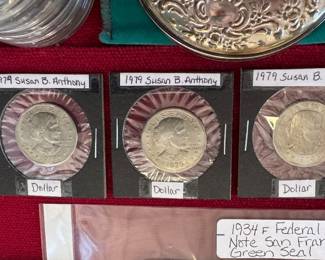 1979 Susan B. Anthony
1979 Susan B. Anthony
1979 Susan B.
Dollar
Dollar
Dollar
1934 F Federal
Note San Fran
Green Seal